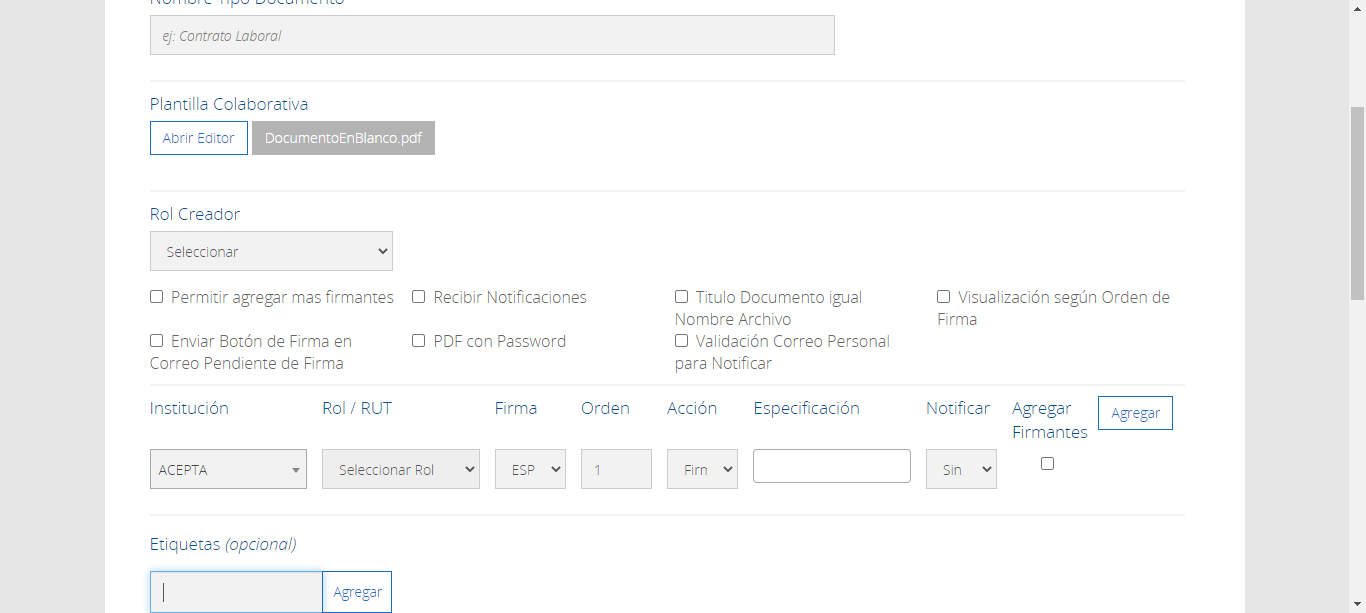 Nombre Tipo Documento
ej: Contrato Laboral
Plantilla Colaborativa
Abrir Editor DocumentoEnBlanco.pdf
Rol Creador
Seleccionar
Permitir agregar mas firmantes Recibir Notificaciones Titulo Documento igual Visualización según Orden de
Nombre Archivo Firma
Enviar Botón de Firma en PDF con Password Validación Correo Personal
Correo Pendiente de Firma para Notificar
Institución Rol / RUT Firma Orden Acción Especificación Notificar Agregar Agregar
Firmantes
ACEPTA Seleccionar Rol ESP 1 Firn Sin
Etiquetas (opcional)
Agregar